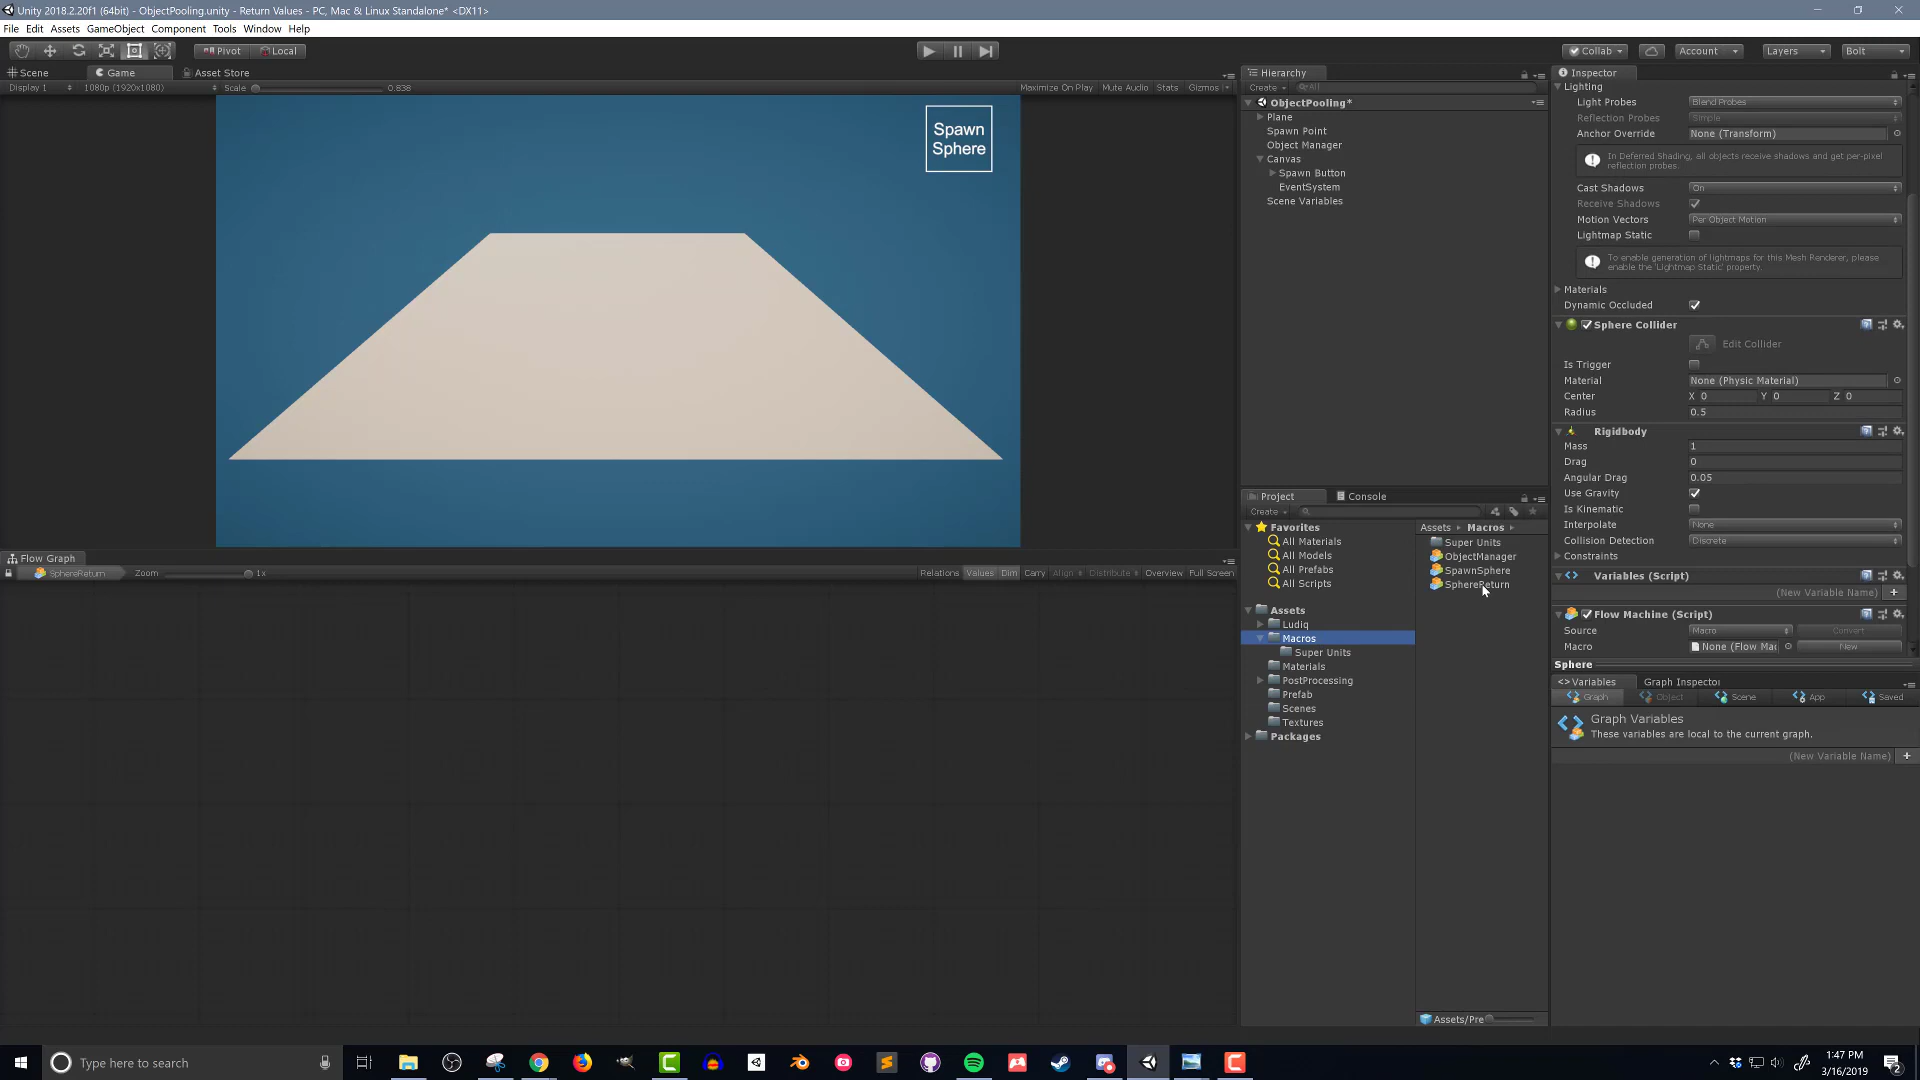 Unity 2018.2.20f1 (64bit) - ObjectPooling.unity - Return Values - PC, Mac & Linux Standalone* <DX11>
File Edit Assets GameObject Component Tools Window Help
Pivot Local Collab Account Layers Bolt
Scene Game Asset Store
Display 1 1080p (1920x1080) Scale 0.838 Maximize On Play Mute Audio Stats Gizmos
Spawn
Sphere
Flow Graph
SphereReturn Zoom 1x Relations Values Dim Carry Align Distribute Overview Full Screen
Hierarchy
Create All
ObjectPooling*
Plane
Spawn Point
Object Manager
Canvas
Spawn Button
EventSystem
Scene Variables
Project Console
Create
Favorites
All Materials
All Models
All Prefabs
All Scripts
Assets
Ludiq
Macros
Super Units
Materials
PostProcessing
Prefab
Scenes
Textures
Packages
Assets Macros
Super Units
ObjectManager
SpawnSphere
SphereReturn
Assets/Pre
Inspector
Lighting
Light Probes Blend Probes
Reflection Probes Simple
Anchor Override None (Transform)
In Deferred Shading, all objects receive shadows and get per-pixel
reflection probes.
Cast Shadows On
Receive Shadows
Motion Vectors Per Object Motion
Lightmap Static
To enable generation of lightmaps for this Mesh Renderer, please
enable the 'Lightmap Static' property.
Materials
Dynamic Occluded
Sphere Collider
Edit Collider
Is Trigger
Material None (Physic Material)
Center X 0 Y 0 Z 0
Radius 0.5
Rigidbody
Mass 1
Drag 0
Angular Drag 0.05
Use Gravity
Is Kinematic
Interpolate None
Collision Detection Discrete
Constraints
Variables (Script)
(New Variable Name)
Flow Machine (Script)
Source Macro Convert
Macro None (Flow Mac New
Sphere
<> Variables Graph Inspector
Graph Object Scene App Saved
Graph Variables
These variables are local to the current graph.
(New Variable Name)
Type here to search
1:47 PM
3/16/2019
2